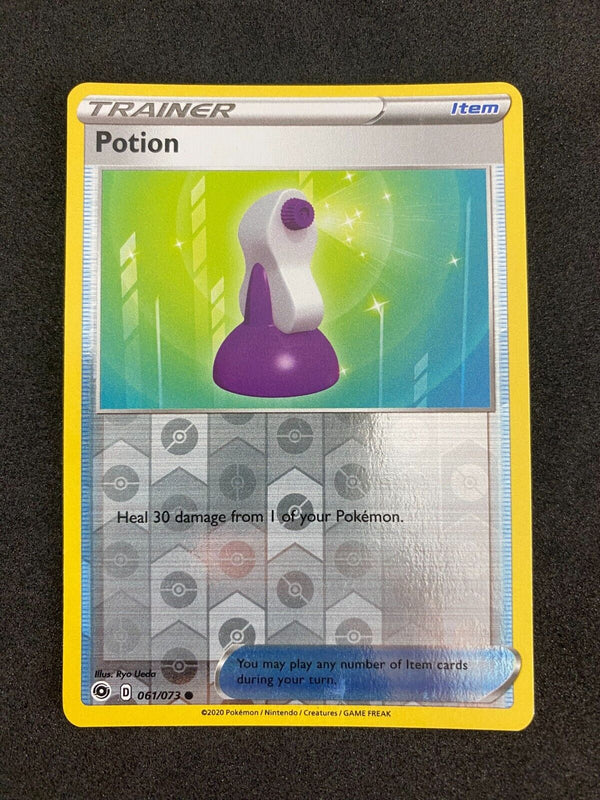 TRAINER Item
Potion
Heal 30 damage from 1 of your Pokémon.
You may play any number of Item cards
during your turn.
Illus. Ryo Ueda
D 061/073
©2020 Pokémon / Nintendo / Creatures / GAME FREAK